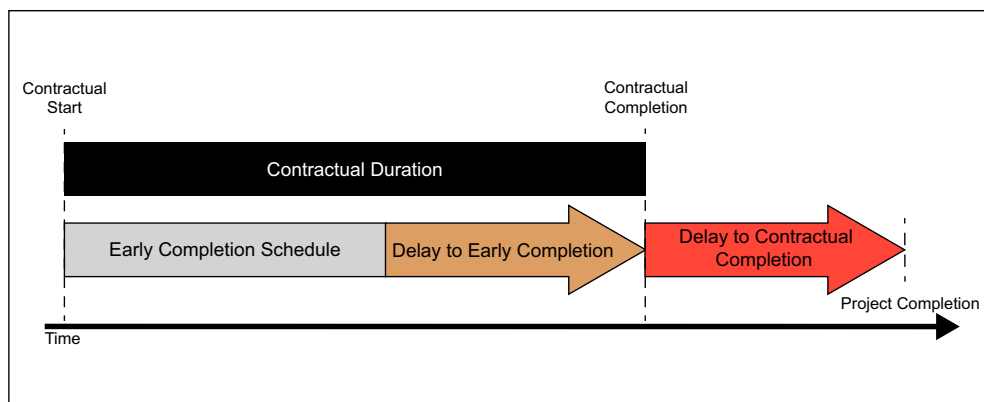 Contractual
Start
Contractual
Completion
Contractual Duration
Early Completion Schedule
Delay to Early Completion
Delay to Contractual
Completion
Project Completion
Time